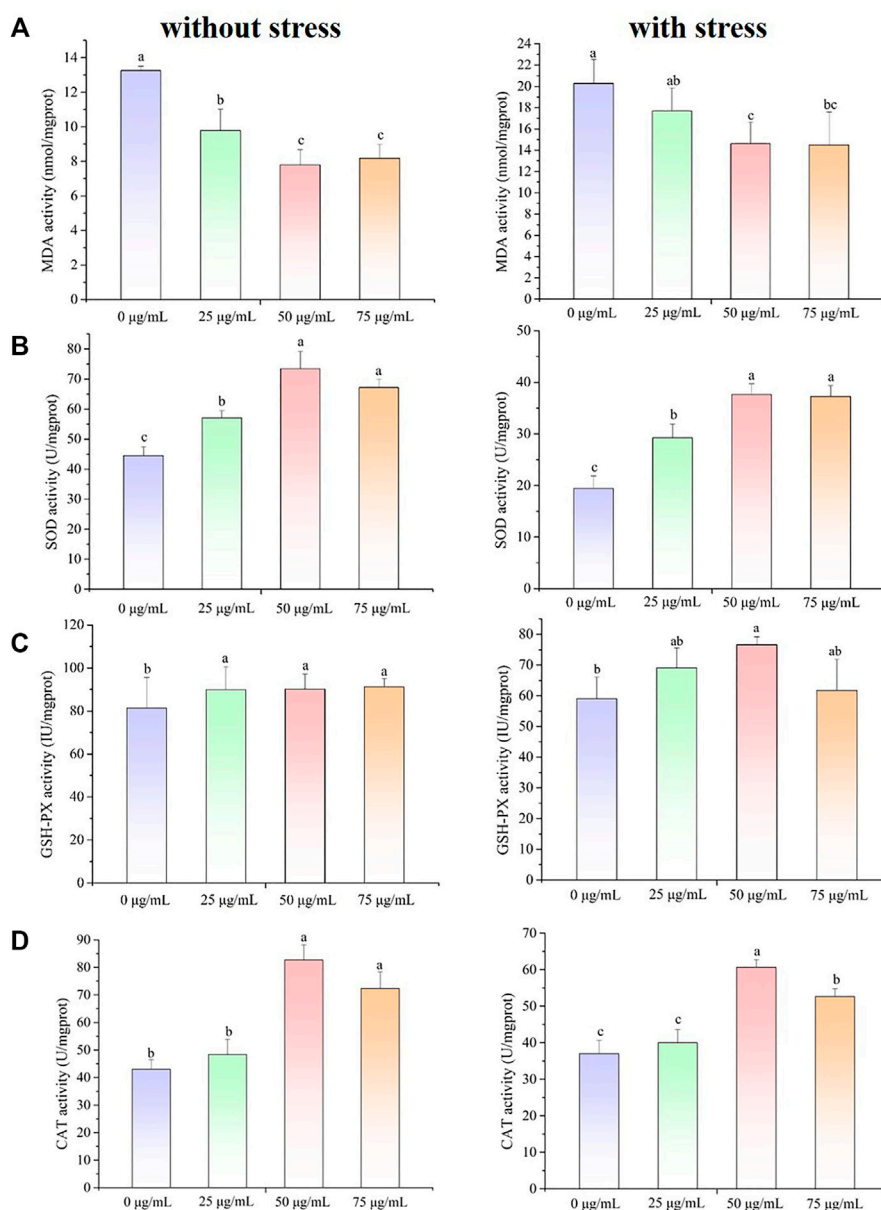 A without stress with stress
MDA activity (nmol/mgprot)
14
12
10
8
6
4
2
0
a
b
c
c
0 μg/mL 25 μg/mL 50 μg/mL 75 μg/mL
MDA activity (nmol/mgprot)
24
22
20
18
16
14
12
10
8
6
4
2
0
a
ab
c
bc
0 μg/mL 25 μg/mL 50 μg/mL 75 μg/mL
B
SOD activity (U/mgprot)
80
70
60
50
40
30
20
10
0
c
b
a
a
0 μg/mL 25 μg/mL 50 μg/mL 75 μg/mL
SOD activity (U/mgprot)
50
40
30
20
10
0
c
b
a
a
0 μg/mL 25 μg/mL 50 μg/mL 75 μg/mL
C
GSH-PX activity (IU/mgprot)
120
100
80
60
40
20
0
b
a
a
a
0 μg/mL 25 μg/mL 50 μg/mL 75 μg/mL
GSH-PX activity (IU/mgprot)
80
70
60
50
40
30
20
10
0
b
ab
a
ab
0 μg/mL 25 μg/mL 50 μg/mL 75 μg/mL
D
CAT activity (U/mgprot)
90
80
70
60
50
40
30
20
10
0
b
b
a
a
0 μg/mL 25 μg/mL 50 μg/mL 75 μg/mL
CAT activity (U/mgprot)
70
60
50
40
30
20
10
0
c
c
a
b
0 μg/mL 25 μg/mL 50 μg/mL 75 μg/mL